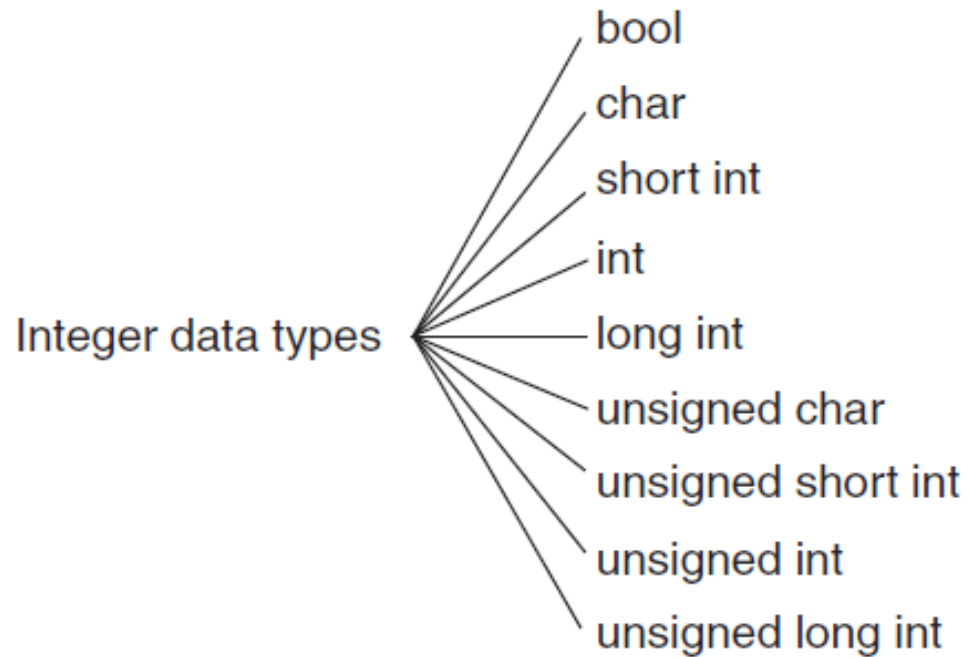 bool
char
short int
int
Integer data types
long int
unsigned char
unsigned short int
unsigned int
unsigned long int